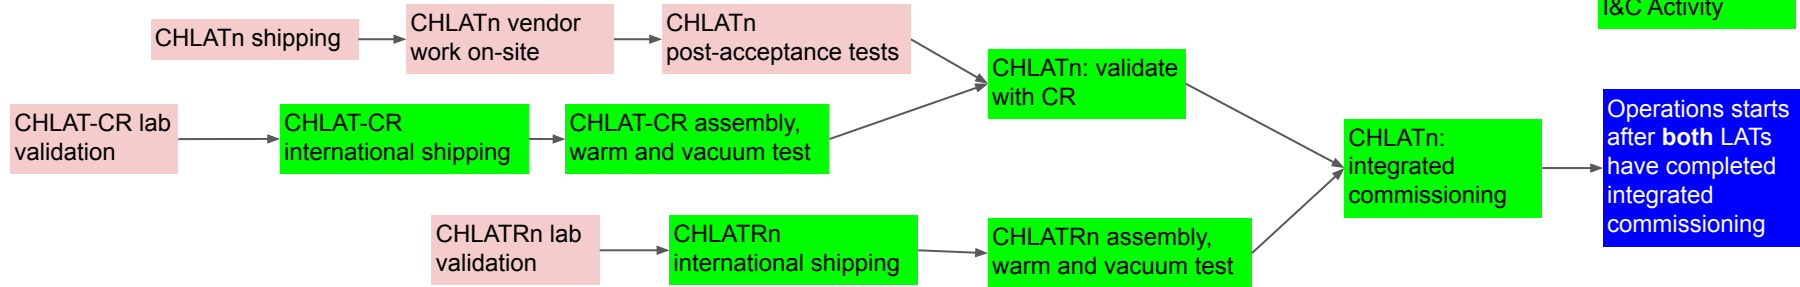 I&C Activity
CHLATn shipping
CHLATn vendor
work on-site
CHLATn
post-acceptance tests
CHLATn: validate
with CR
CHLAT-CR lab
validation
CHLAT-CR
international shipping
CHLAT-CR assembly,
warm and vacuum test
CHLATn:
integrated
commissioning
Operations starts
after both LATs
have completed
integrated
commissioning
CHLATRn lab
validation
CHLATRn
international shipping
CHLATRn assembly,
warm and vacuum test